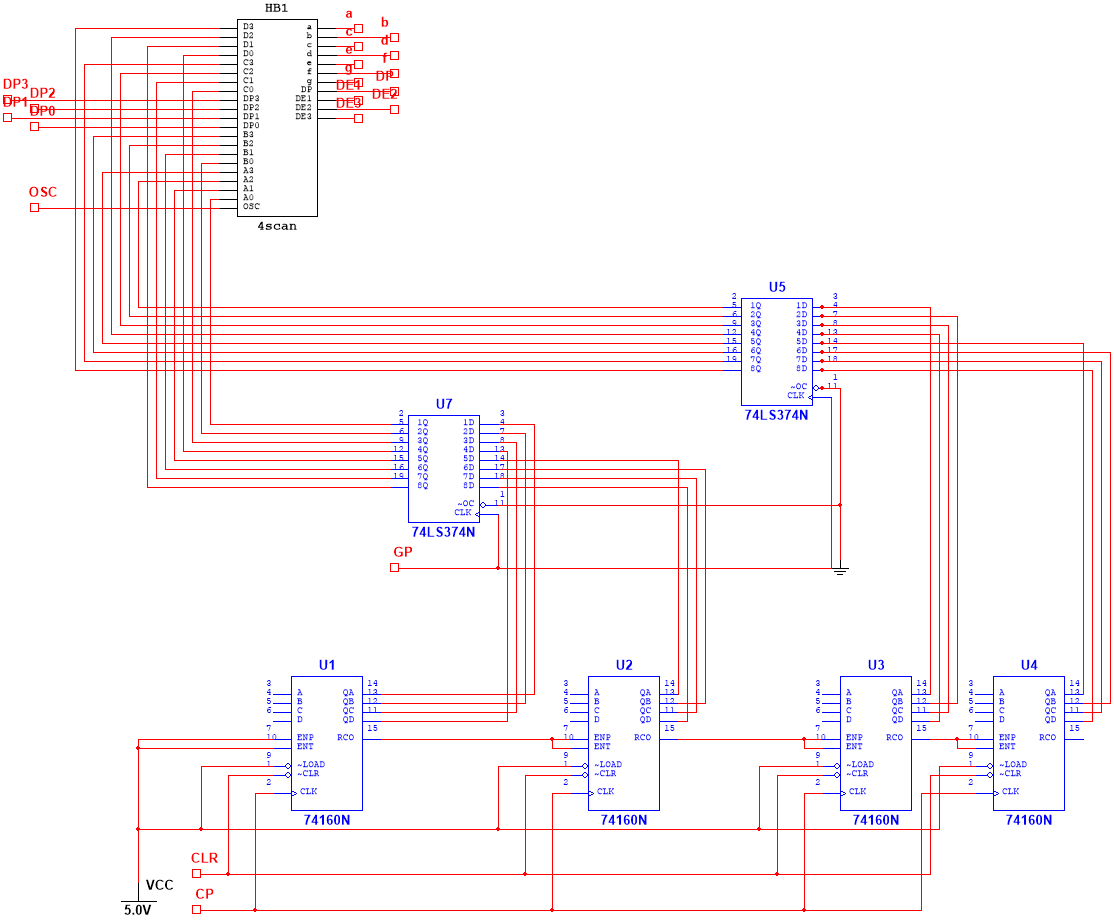 HB1
D3
D2
D1
D0
C3
C2
C1
C0
DP3
DP2
DP1
DP0
B3
B2
B1
B0
A3
A2
A1
A0
OSC
a
b
c
d
e
f
g
DP
DE1
DE2
DE3
4scan
a
b
c
d
e
f
g
DP
DE1
DE2
DE3
DP3
DP2
DP1
DP0
OSC
U5
2 3
5 1Q 1D 4
6 2Q 2D 7
9 3Q 3D 8
12 4Q 4D 13
15 5Q 5D 14
16 6Q 6D 17
19 7Q 7D 18
8Q 8D
1
~OC 11
CLK
74LS374N
U7
2 3
5 1Q 1D 4
6 2Q 2D 7
9 3Q 3D 8
12 4Q 4D 13
15 5Q 5D 14
16 6Q 6D 17
19 7Q 7D 18
8Q 8D
1
~OC 11
CLK
74LS374N
GP
U1
3 14
4 A QA 13
5 B QB 12
6 C QC 11
D QD
7 15
10 ENP RCO
ENT
9
1 ~LOAD
~CLR
2
CLK
74160N
U2
3 14
4 A QA 13
5 B QB 12
6 C QC 11
D QD
7 15
10 ENP RCO
ENT
9
1 ~LOAD
~CLR
2
CLK
74160N
U3
3 14
4 A QA 13
5 B QB 12
6 C QC 11
D QD
7 15
10 ENP RCO
ENT
9
1 ~LOAD
~CLR
2
CLK
74160N
U4
3 14
4 A QA 13
5 B QB 12
6 C QC 11
D QD
7 15
10 ENP RCO
ENT
9
1 ~LOAD
~CLR
2
CLK
74160N
CLR
VCC
CP
5.0V